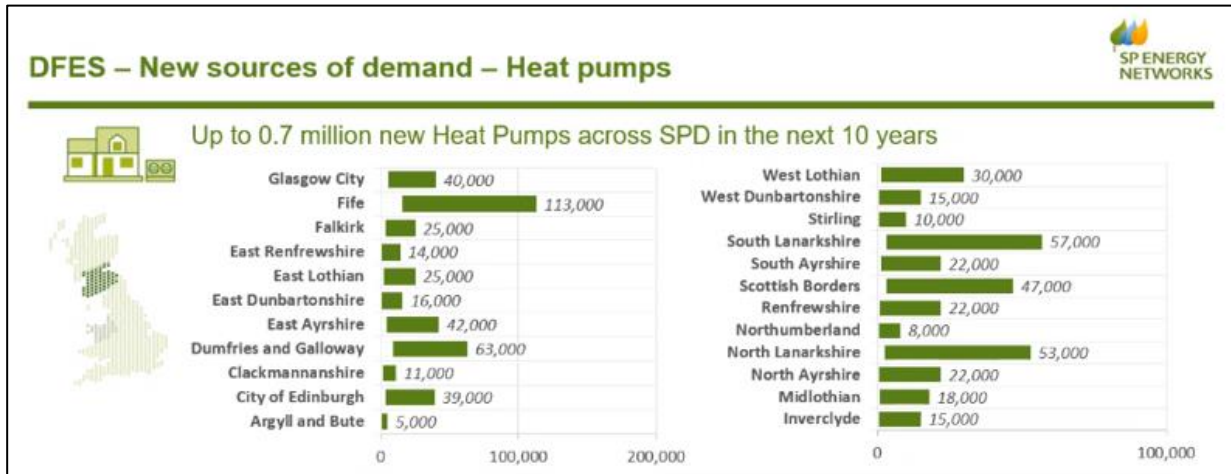 SP ENERGY
NETWORKS
DFES – New sources of demand – Heat pumps
Up to 0.7 million new Heat Pumps across SPD in the next 10 years
Glasgow City 40,000
Fife 113,000
Falkirk 25,000
East Renfrewshire 14,000
East Lothian 25,000
East Dunbartonshire 16,000
East Ayrshire 42,000
Dumfries and Galloway 63,000
Clackmannanshire 11,000
City of Edinburgh 39,000
Argyll and Bute 5,000
0 100,000 200,000
West Lothian 30,000
West Dunbartonshire 15,000
Stirling 10,000
South Lanarkshire 57,000
South Ayrshire 22,000
Scottish Borders 47,000
Renfrewshire 22,000
Northumberland 8,000
North Lanarkshire 53,000
North Ayrshire 22,000
Midlothian 18,000
Inverclyde 15,000
0 100,000